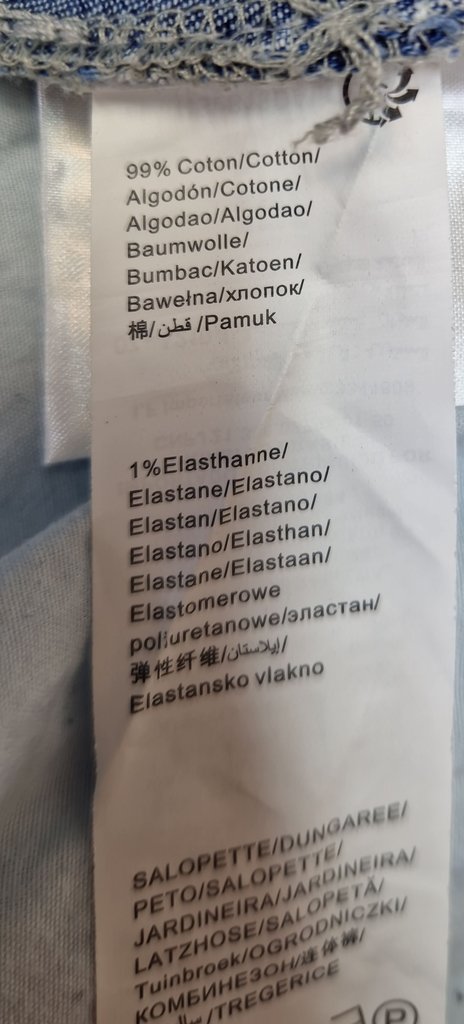 99% Coton/Cotton/
Algodón/Cotone/
Algodao/Algodao/
Baumwolle/
Bumbac/Katoen/
Bawełna/хлопок/
棉/قطن /Pamuk
1%Elasthanne/
Elastane/Elastano/
Elastan/Elastano/
Elastano/Elasthan/
Elastane/Elastaan/
Elastomerowe
poliuretanowe/эластан/
弹性纤维/إيلاستان/
Elastansko vlakno
SALOPETTE/DUNGAREE/
PETO/SALOPETTE/
JARDINEIRA/JARDINEIRA/
LATZHOSE/SALOPETĂ/
Tuinbroek/OGRODNICZKI/
КОМБИНЕЗОН/连体裤/
/TREGERICE
P